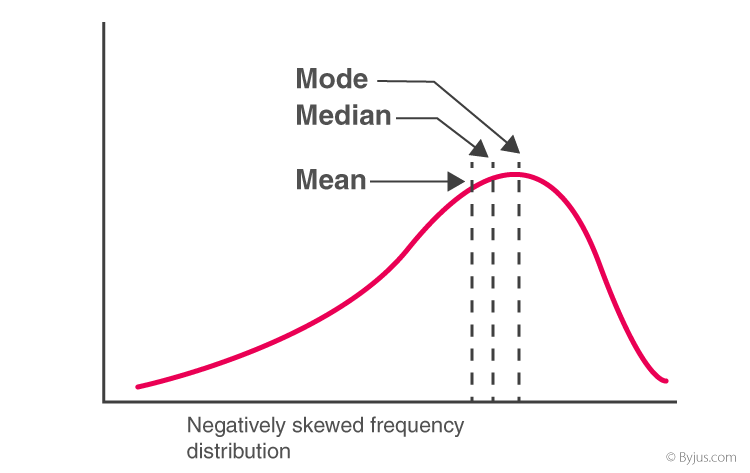 Mode
Median
Mean
Negatively skewed frequency
distribution
© Byjus.com